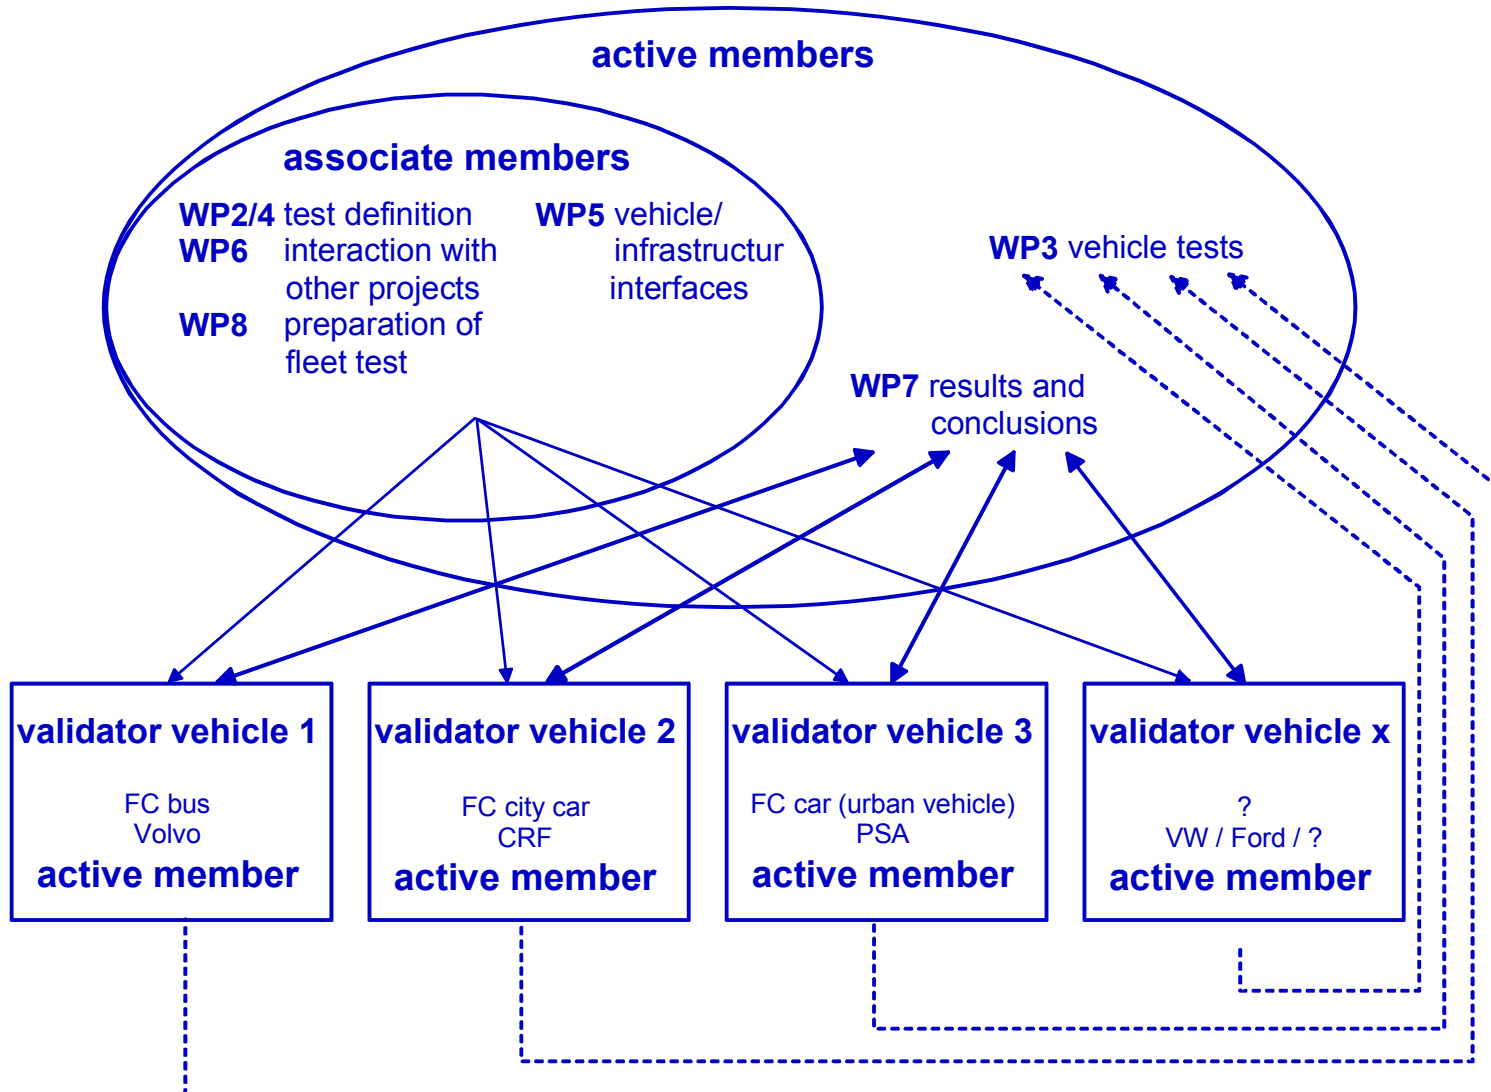 active members
associate members
WP2/4 test definition
WP6 interaction with
other projects
WP8 preparation of
fleet test
WP5 vehicle/
infrastructur
interfaces
WP3 vehicle tests
WP7 results and
conclusions
validator vehicle 1
FC bus
Volvo
active member
validator vehicle 2
FC city car
CRF
active member
validator vehicle 3
FC car (urban vehicle)
PSA
active member
validator vehicle x
?
VW / Ford / ?
active member